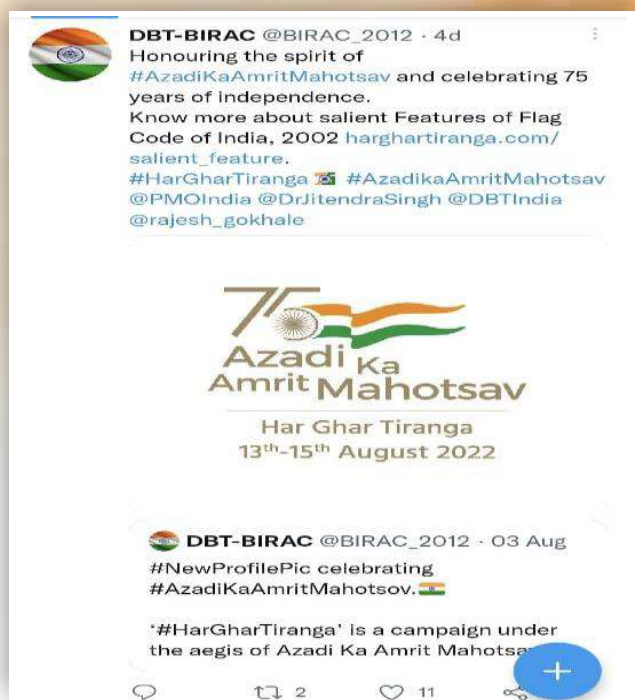 DBT-BIRAC @BIRAC_2012 · 4d
Honouring the spirit of
#AzadiKaAmritMahotsav and celebrating 75
years of independence.
Know more about salient Features of Flag
Code of India, 2002 harghartiranga.com/
salient_feature.
#HarGharTiranga 🇮🇳 #AzadikaAmritMahotsav
@PMOIndia @DrJitendraSingh @DBTIndia
@rajesh_gokhale
75
Azadi Ka
Amrit Mahotsav
Har Ghar Tiranga
13th-15th August 2022
DBT-BIRAC @BIRAC_2012 · 03 Aug
#NewProfilePic celebrating
#AzadiKaAmritMahotsov.🇮🇳
'#HarGharTiranga' is a campaign under
the aegis of Azadi Ka Amrit Mahotsa
2 11